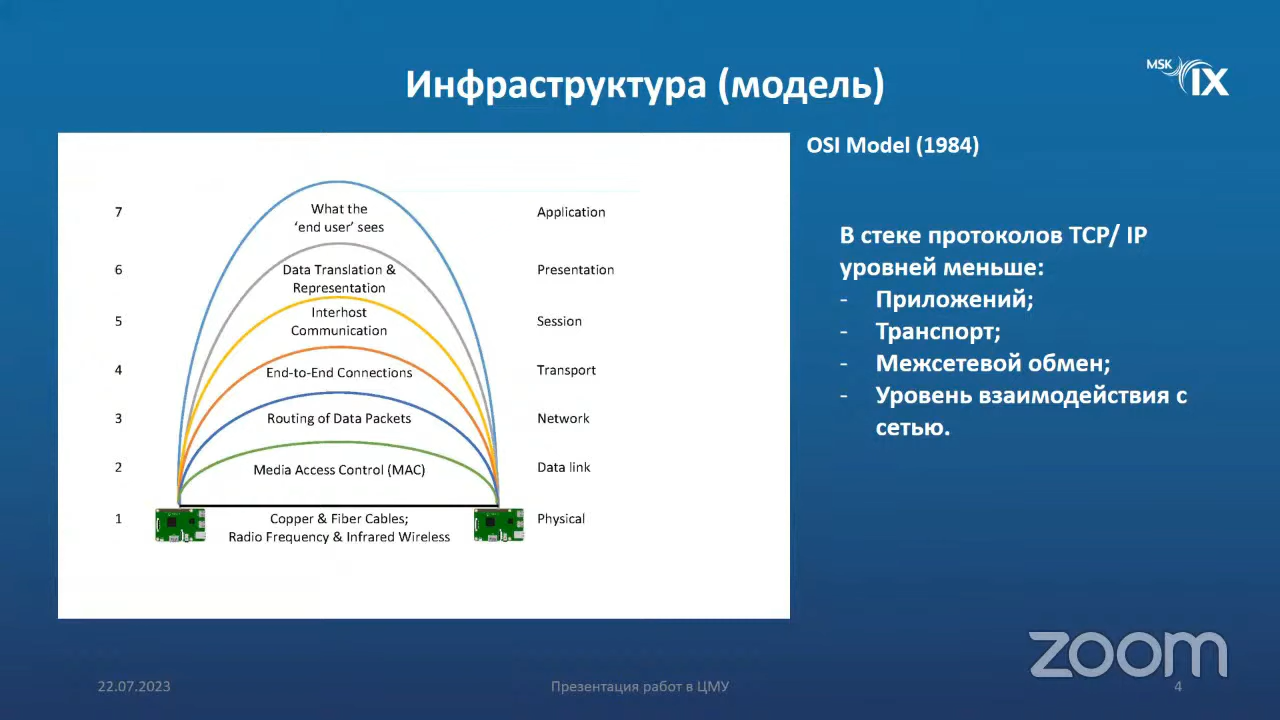 Инфраструктура (модель)
MSK
IX
OSI Model (1984)
7
What the
'end user' sees
Application
6
Data Translation &
Representation
Presentation
5
Interhost
Communication
Session
4
End-to-End Connections
Transport
3
Routing of Data Packets
Network
2
Media Access Control (MAC)
Data link
1
Copper & Fiber Cables;
Radio Frequency & Infrared Wireless
Physical
В стеке протоколов TCP/ IP
уровней меньше:
- Приложений;
- Транспорт;
- Межсетевой обмен;
- Уровень взаимодействия с
сетью.
zoom
22.07.2023
Презентация работ в ЦМУ
4